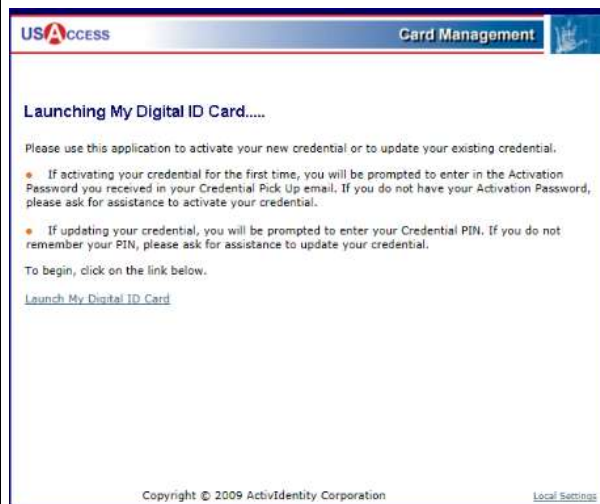 USAccess
Card Management
Launching My Digital ID Card.....
Please use this application to activate your new credential or to update your existing credential.
• If activating your credential for the first time, you will be prompted to enter in the Activation
Password you received in your Credential Pick Up email. If you do not have your Activation Password,
please ask for assistance to activate your credential.
• If updating your credential, you will be prompted to enter your Credential PIN. If you do not
remember your PIN, please ask for assistance to update your credential.
To begin, click on the link below.
Launch My Digital ID Card
Copyright © 2009 ActivIdentity Corporation
Local Settings